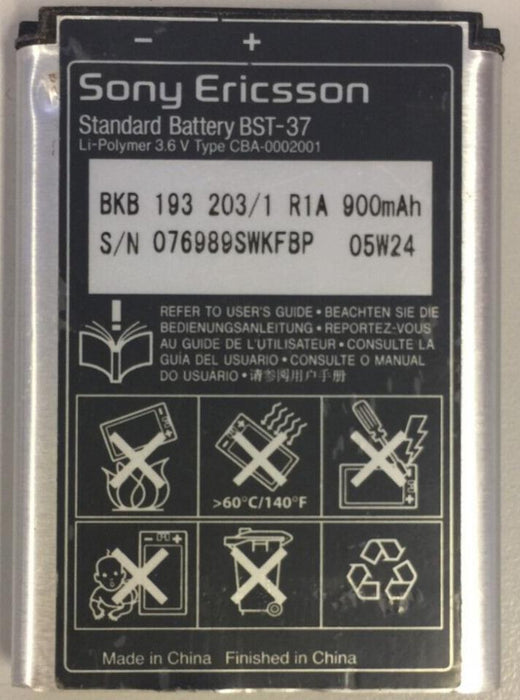 - +
Sony Ericsson
Standard Battery BST-37
Li-Polymer 3.6 V Type CBA-0002001
BKB 193 203/1 R1A 900mAh
S/N 076989SWKFBP 05W24
REFER TO USER'S GUIDE • BEACHTEN SIE DIE
BEDIENUNGSANLEITUNG • REPORTEZ-VOUS
AU GUIDE DE L'UTILISATEUR • CONSULTE LA
GUÍA DEL USUARIO • CONSULTE O MANUAL
DO USUÁRIO • 请参阅用户手册
>60°C/140°F
Made in China Finished in China